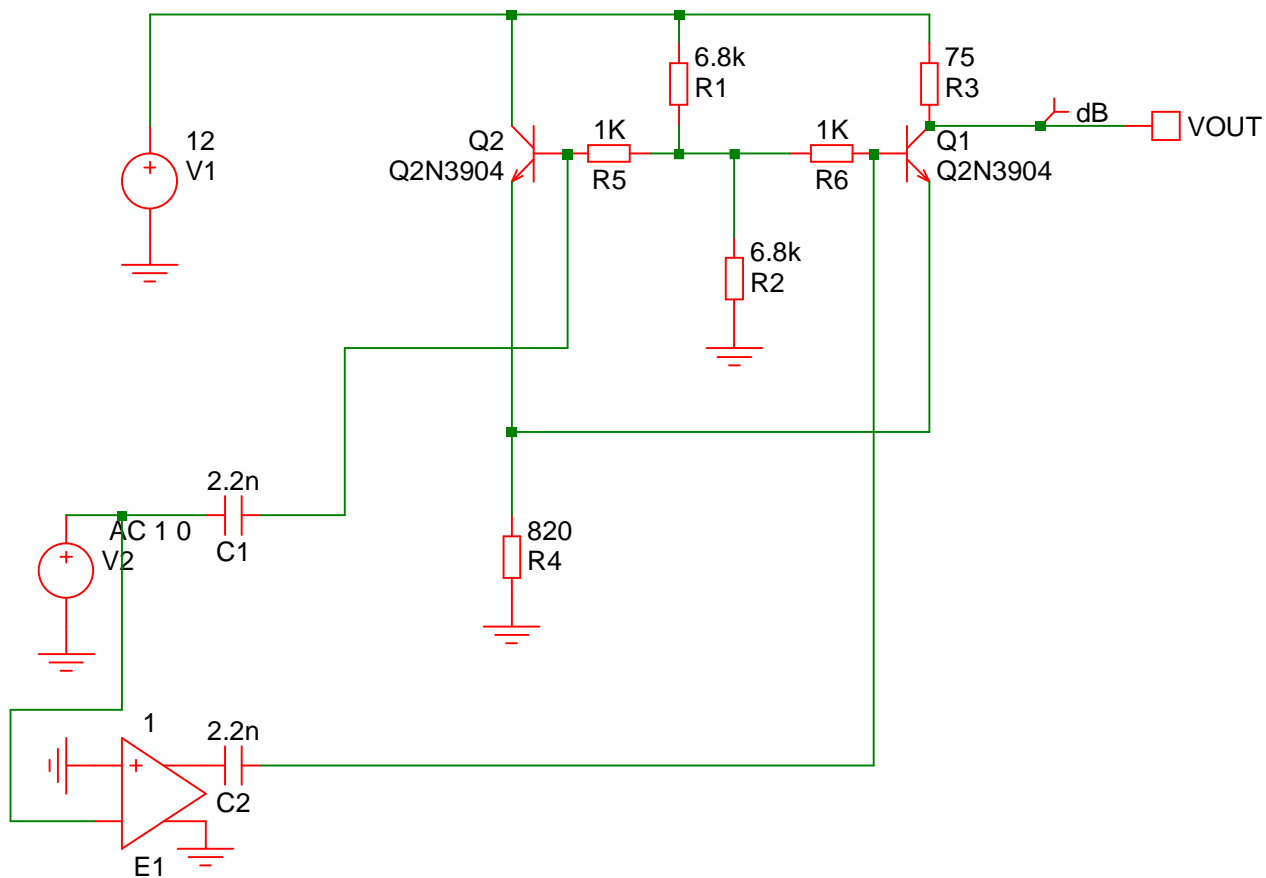 6.8k
R1
75
R3
dB
VOUT
12
V1
Q2
Q2N3904
1K
R5
1K
R6
Q1
Q2N3904
6.8k
R2
2.2n
C1
AC 1 0
V2
820
R4
1
2.2n
C2
E1